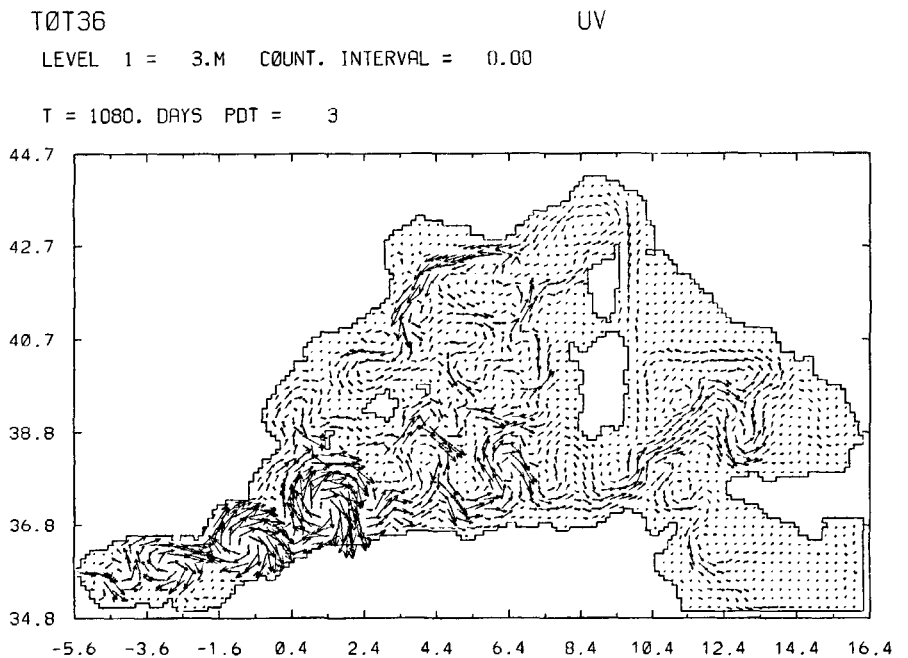 TØT36 UV
LEVEL 1 = 3.M CØUNT. INTERVAL = 0.00
T = 1080. DAYS PDT = 3
44.7
42.7
40.7
38.8
36.8
34.8
-5.6 -3.6 -1.6 0.4 2.4 4.4 6.4 8.4 10.4 12.4 14.4 16.4